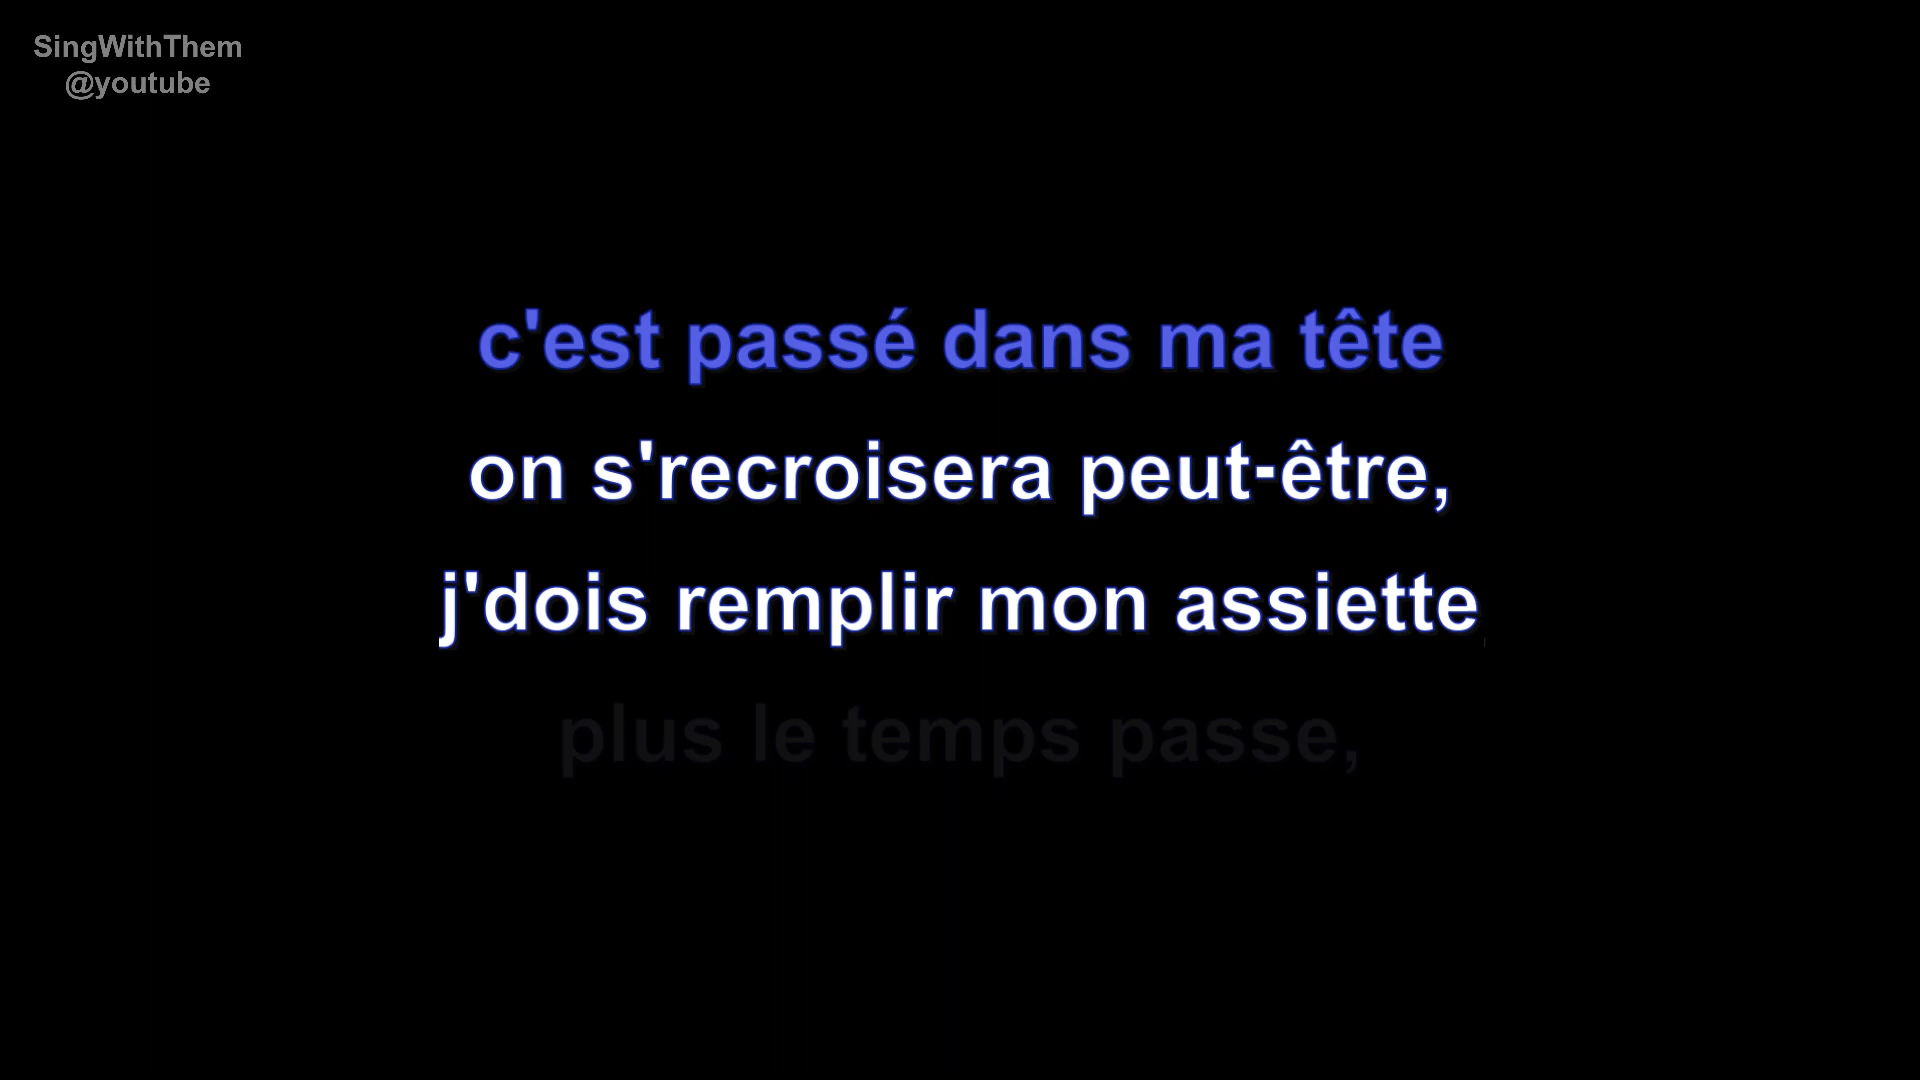 SingWithThem
@youtube
c'est passé dans ma tête
on s'recroisera peut-être,
j'dois remplir mon assiette
plus le temps passe,